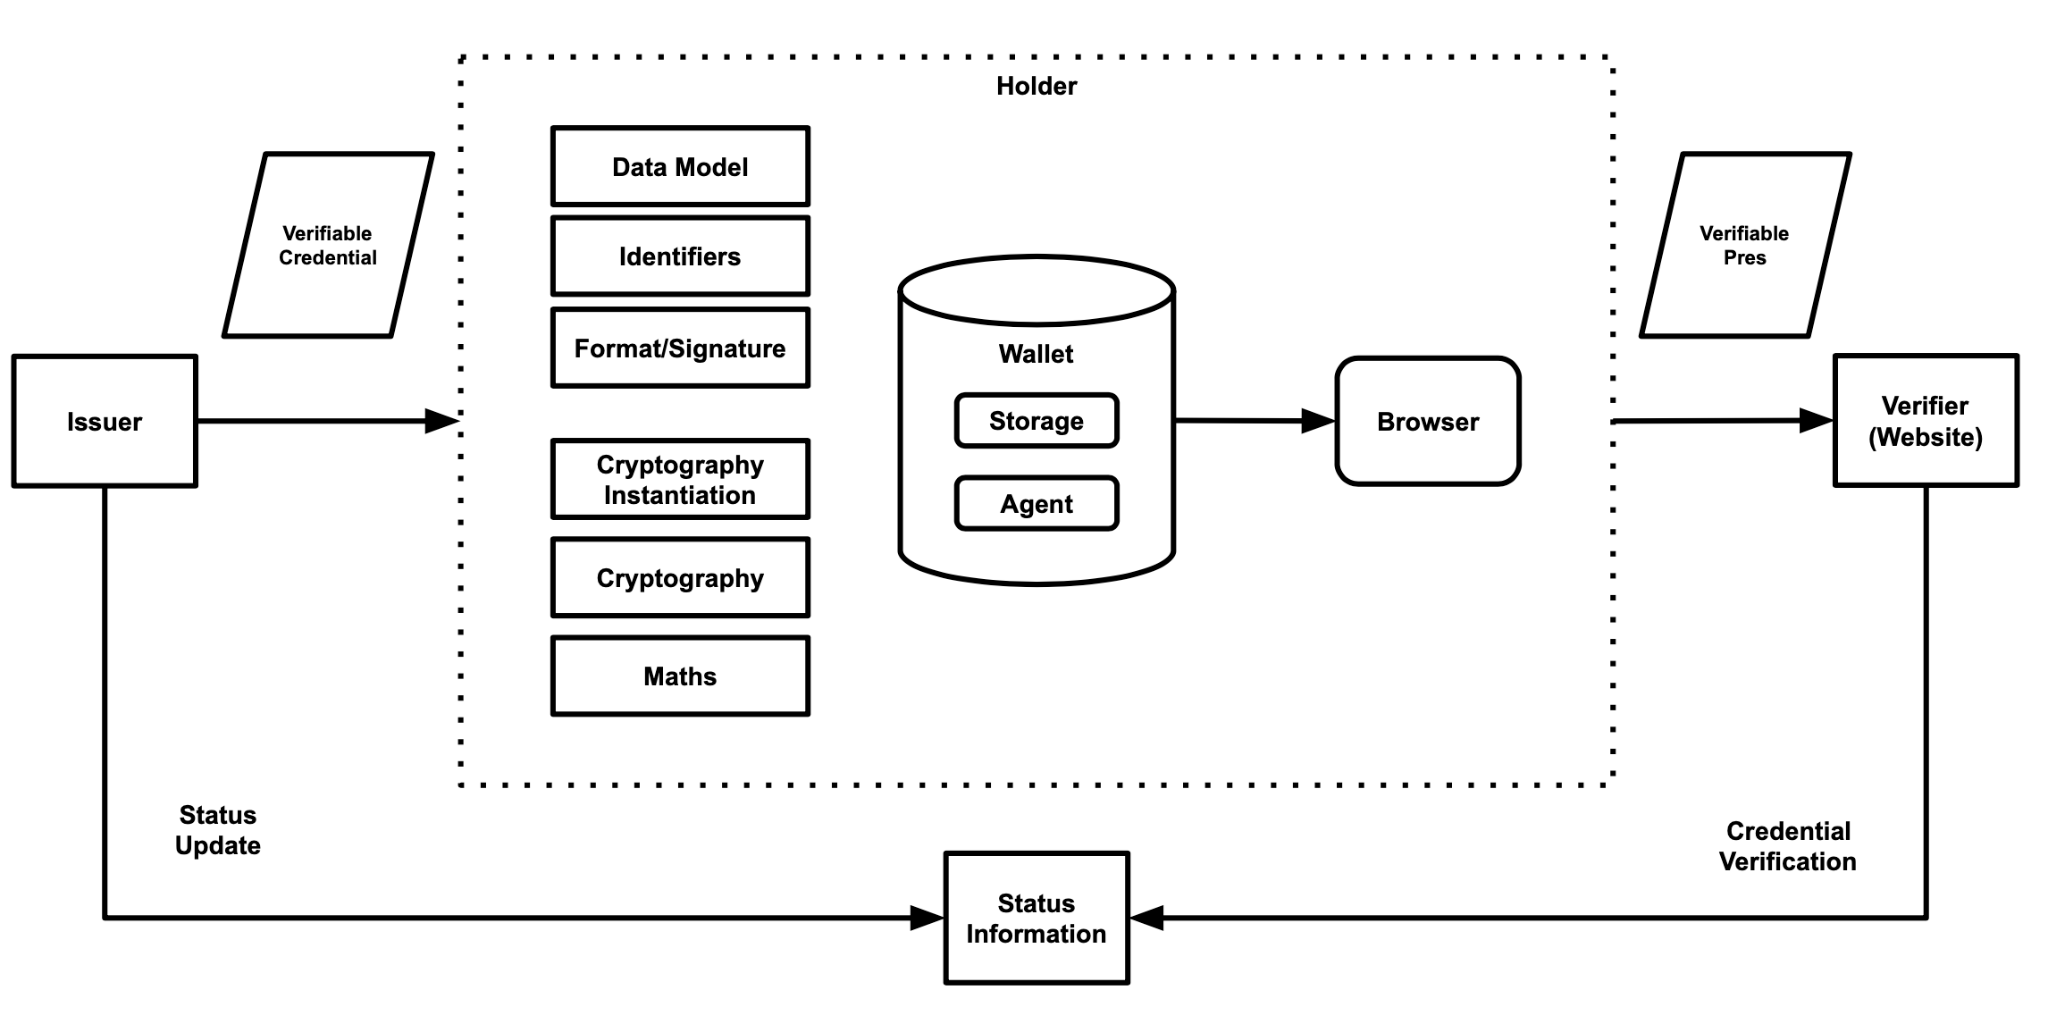 Holder
Verifiable
Credential
Issuer
Data Model
Identifiers
Format/Signature
Cryptography
Instantiation
Cryptography
Maths
Wallet
Storage
Agent
Browser
Verifiable
Pres
Verifier
(Website)
Status
Update
Status
Information
Credential
Verification